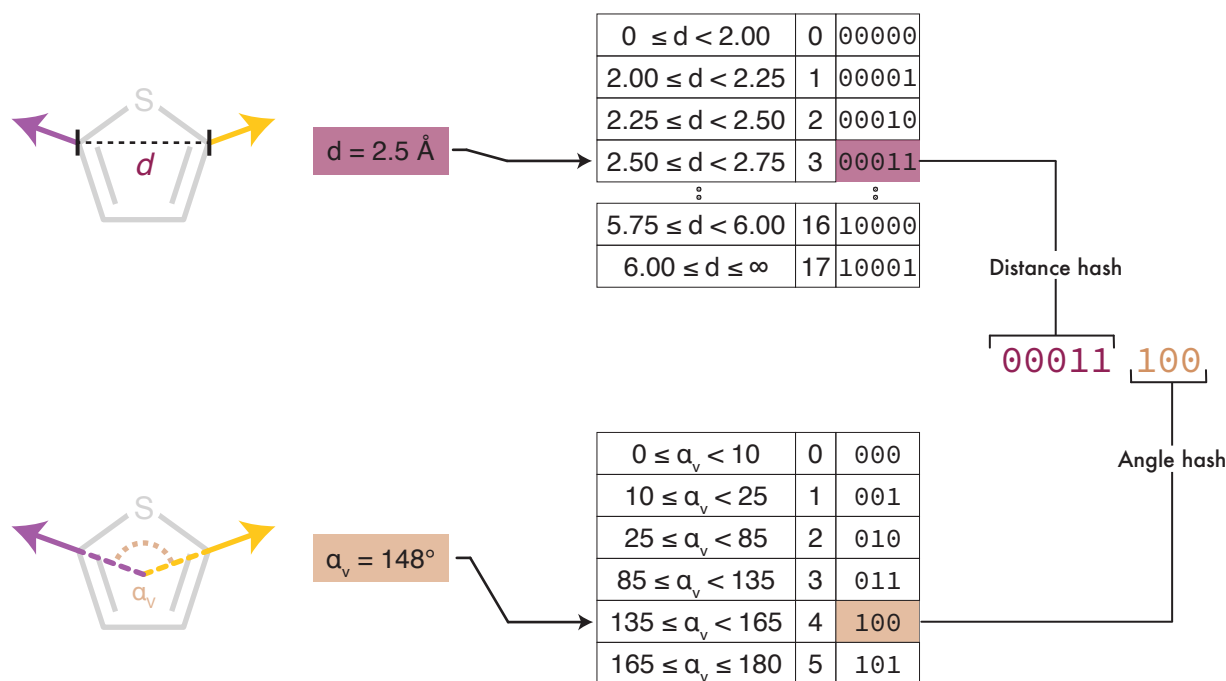 S
d
d = 2.5 Å
0 ≤ d < 2.00 0 00000
2.00 ≤ d < 2.25 1 00001
2.25 ≤ d < 2.50 2 00010
2.50 ≤ d < 2.75 3 00011
5.75 ≤ d < 6.00 16 10000
6.00 ≤ d ≤ ∞ 17 10001
Distance hash
00011 100
Angle hash
S
αv
αv = 148°
0 ≤ αv < 10 0 000
10 ≤ αv < 25 1 001
25 ≤ αv < 85 2 010
85 ≤ αv < 135 3 011
135 ≤ αv < 165 4 100
165 ≤ αv ≤ 180 5 101